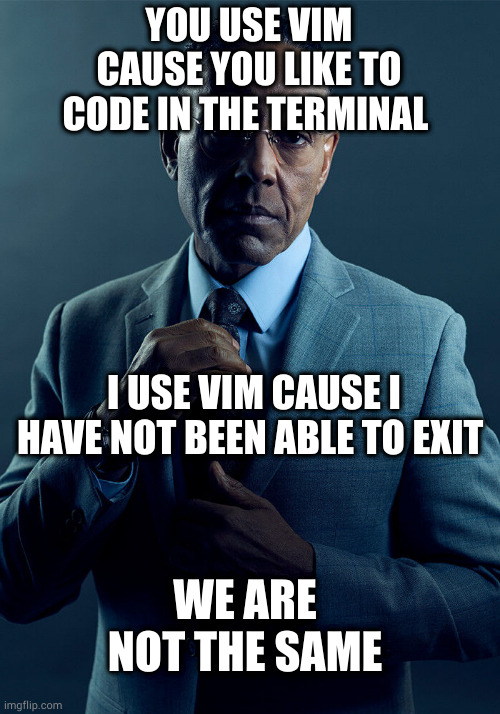 YOU USE VIM
CAUSE YOU LIKE TO
CODE IN THE TERMINAL
I USE VIM CAUSE I
HAVE NOT BEEN ABLE TO EXIT
WE ARE
NOT THE SAME
imgflip.com